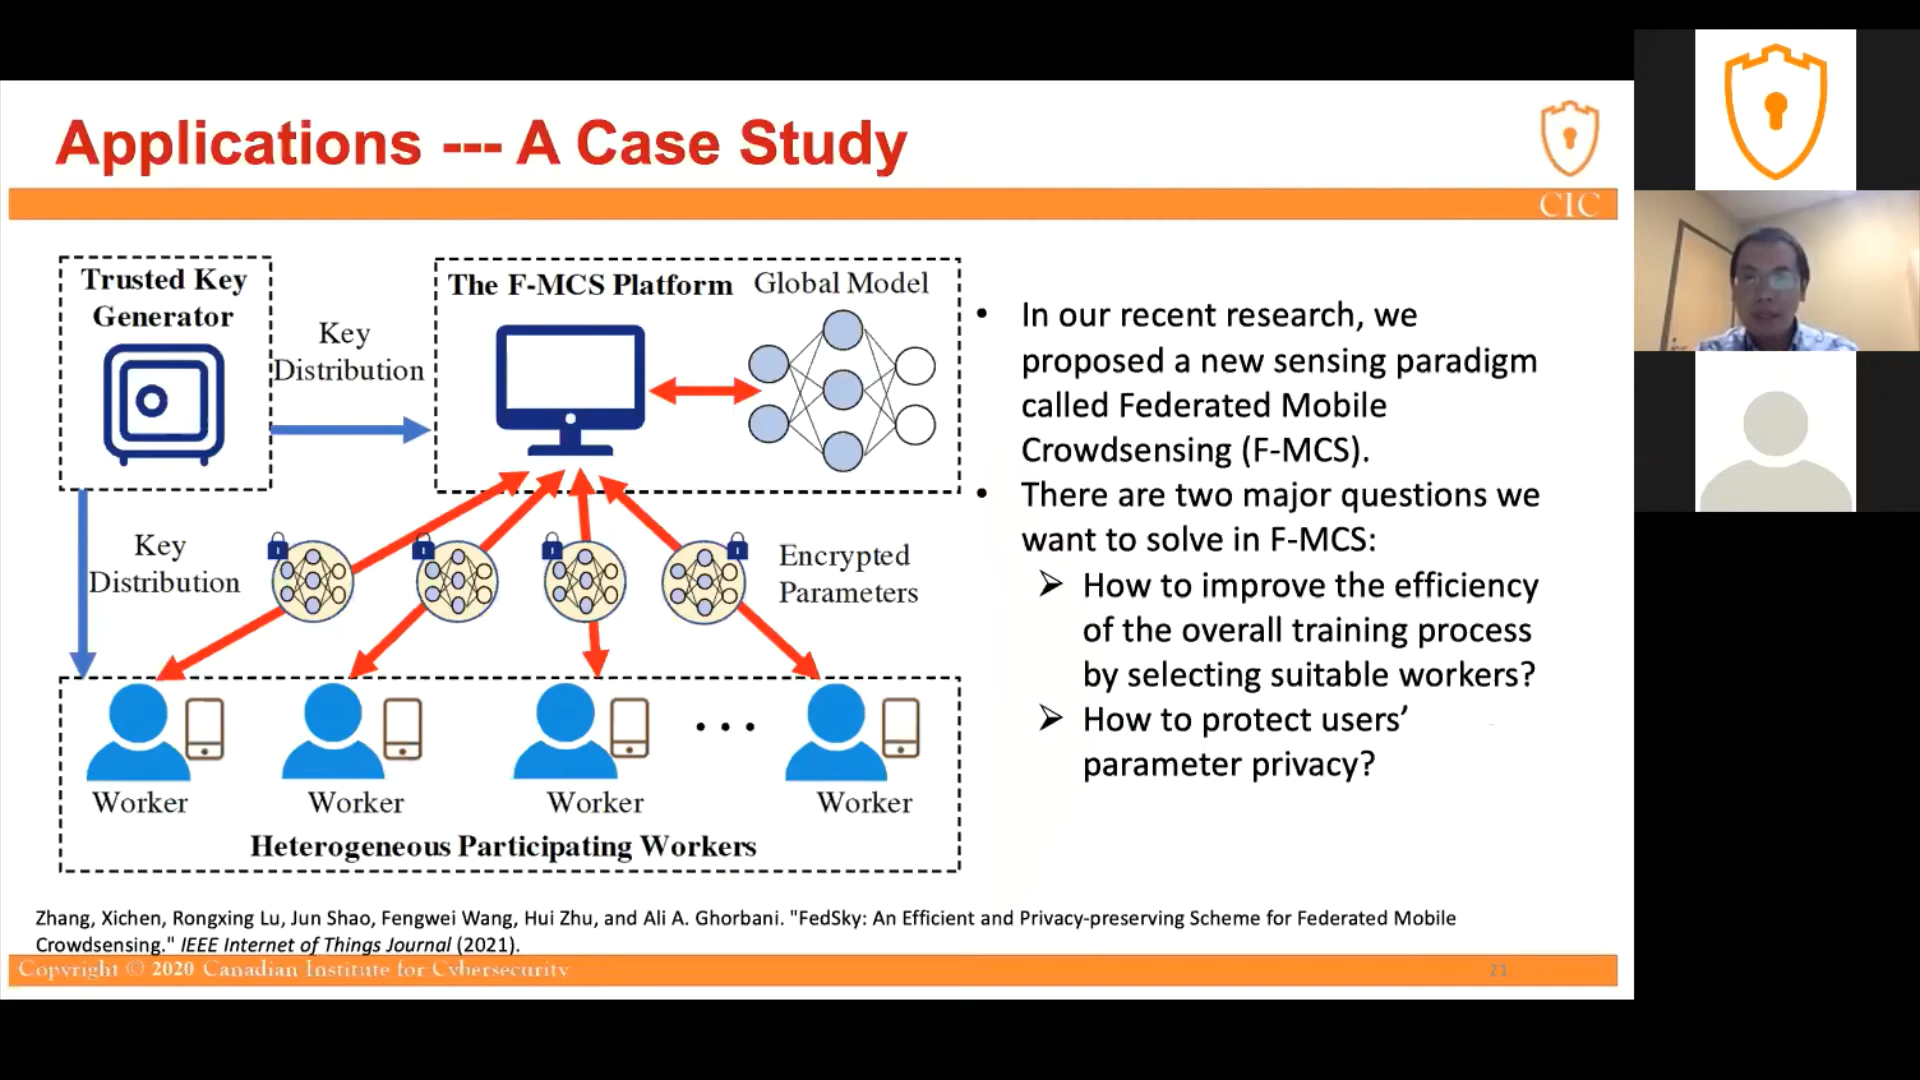 Applications --- A Case Study
CIC
Trusted Key
Generator
Key
Distribution
The F-MCS Platform
Global Model
Key
Distribution
Encrypted
Parameters
Worker
Worker
Worker
Worker
Heterogeneous Participating Workers
• In our recent research, we
proposed a new sensing paradigm
called Federated Mobile
Crowdsensing (F-MCS).
• There are two major questions we
want to solve in F-MCS:
➢ How to improve the efficiency
of the overall training process
by selecting suitable workers?
➢ How to protect users’
parameter privacy?
Zhang, Xichen, Rongxing Lu, Jun Shao, Fengwei Wang, Hui Zhu, and Ali A. Ghorbani. "FedSky: An Efficient and Privacy-preserving Scheme for Federated Mobile
Crowdsensing." IEEE Internet of Things Journal (2021).
Copyright © 2020 Canadian Institute for Cybersecurity
21